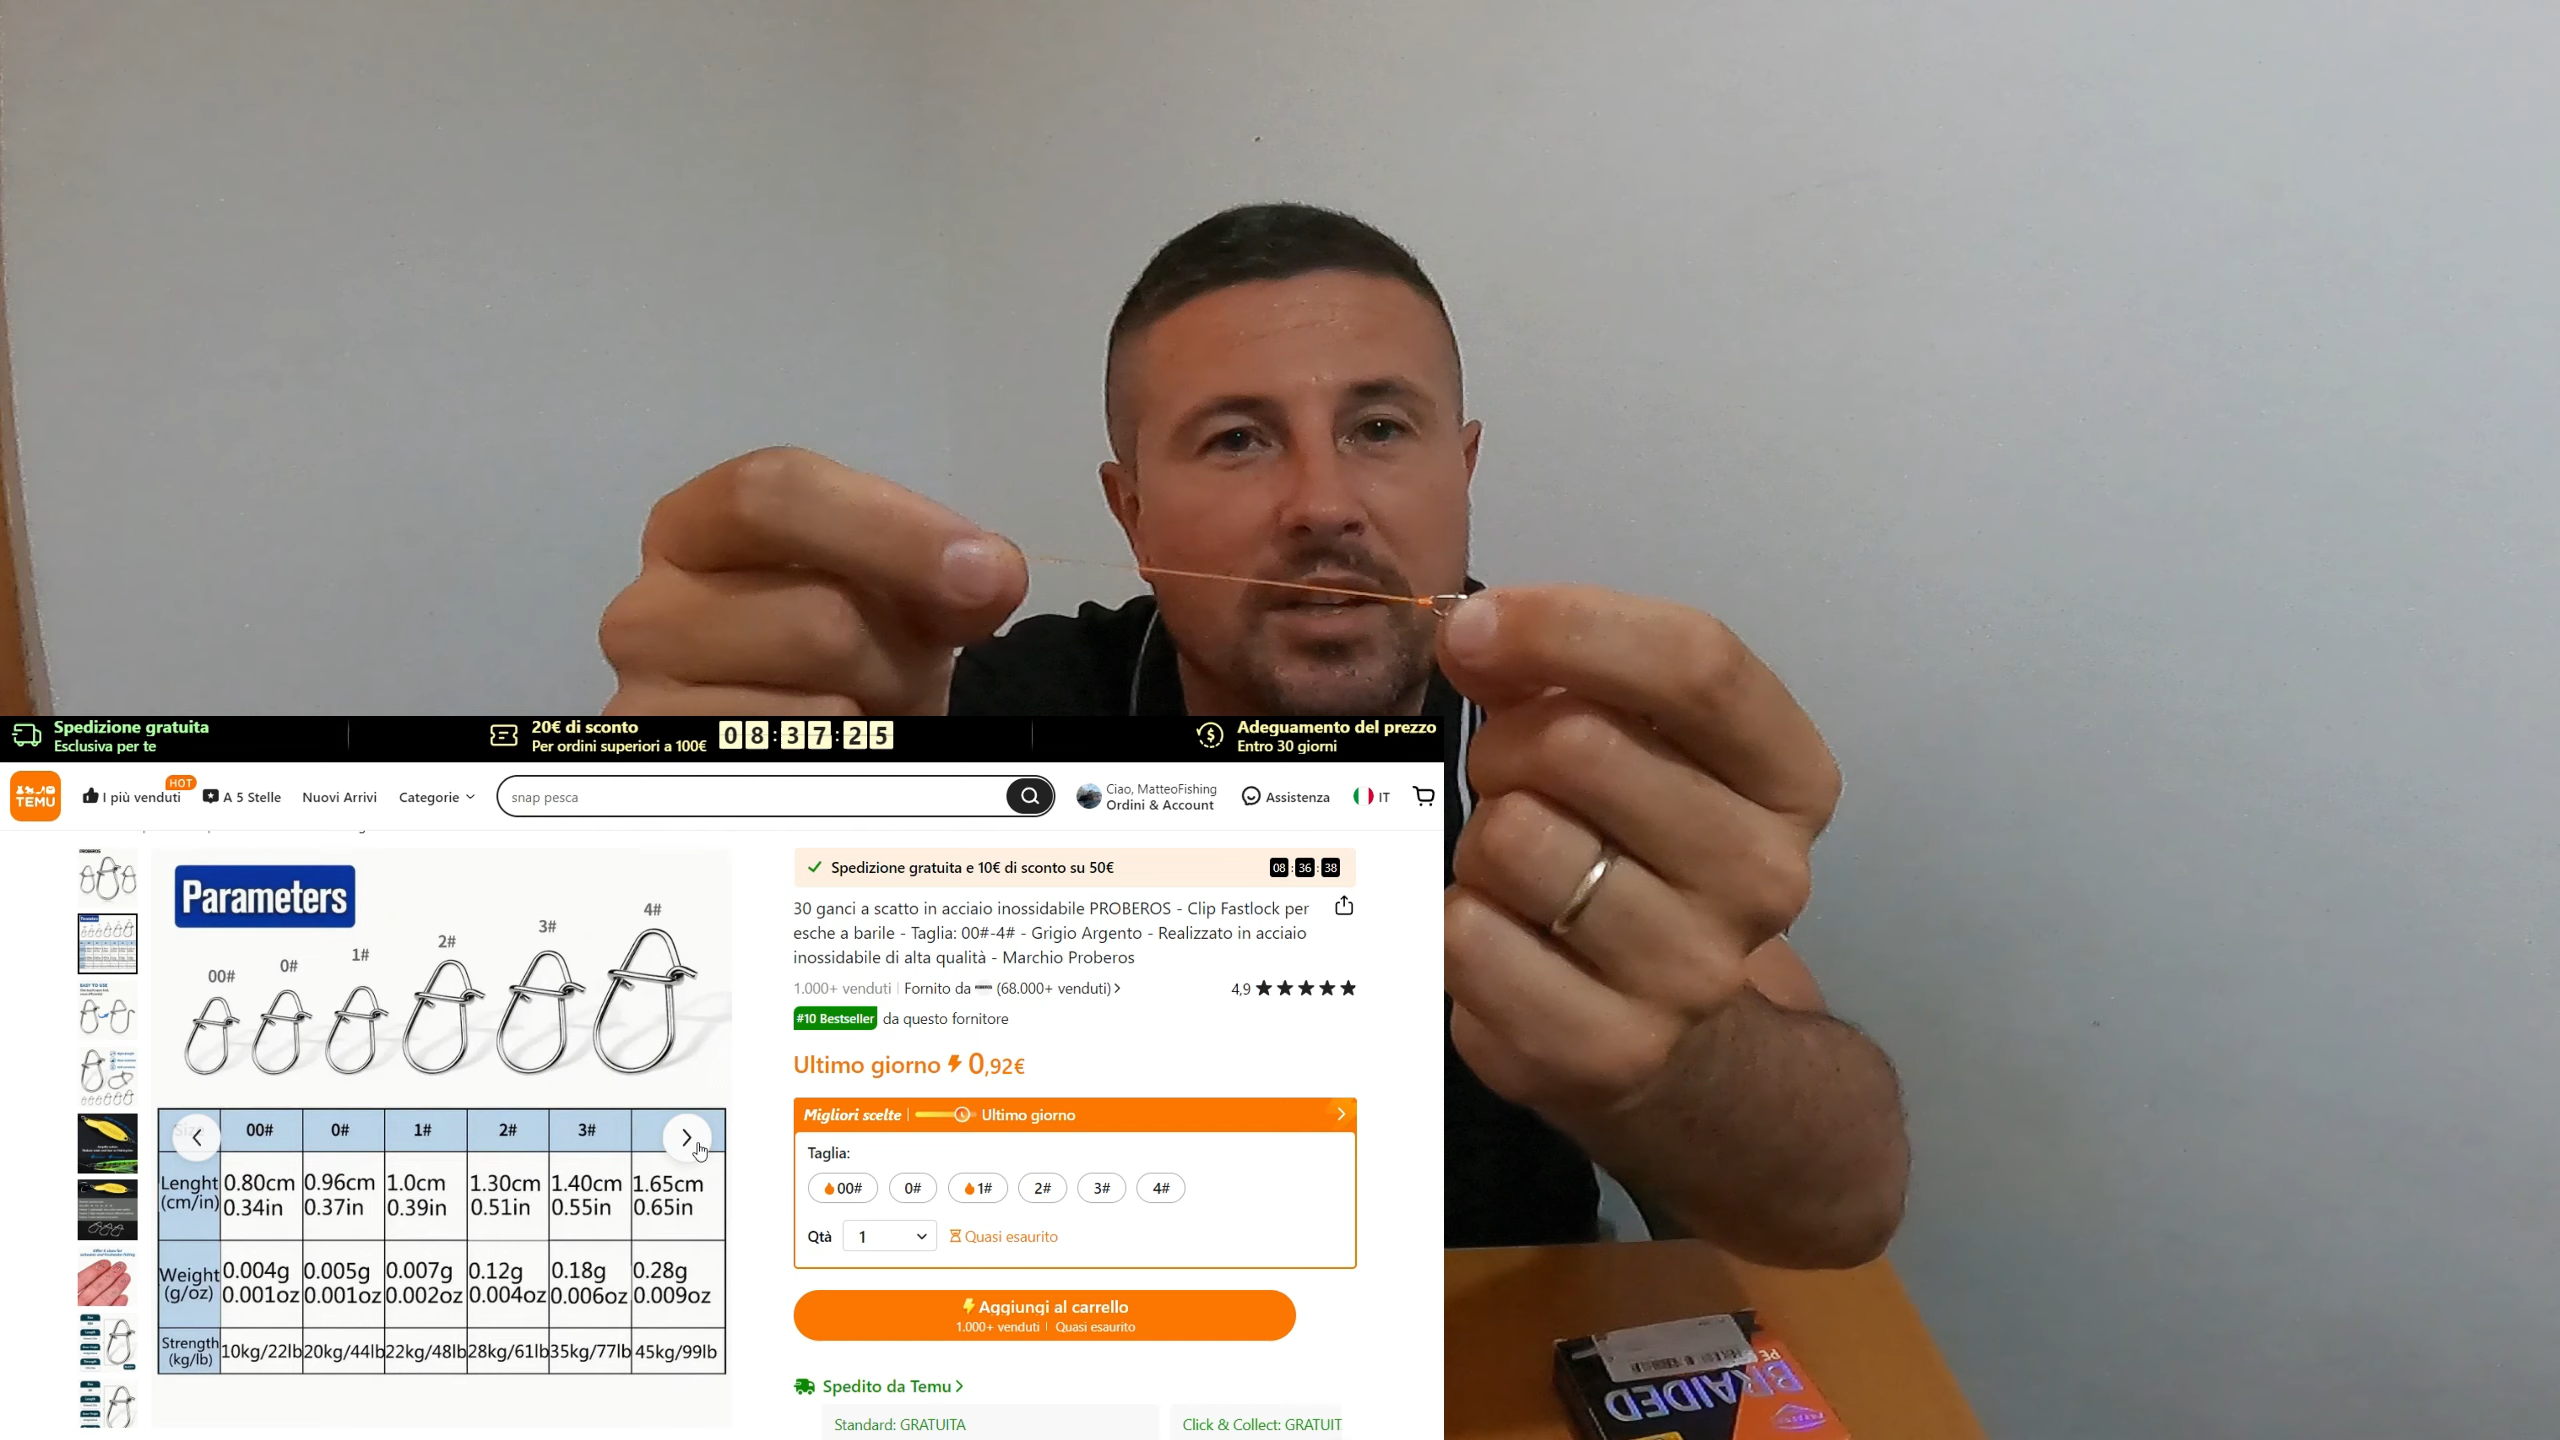 Spedizione gratuita
Esclusiva per te
20€ di sconto
Per ordini superiori a 100€
08:37:25
Adeguamento del prezzo
Entro 30 giorni
TEMU
I più venduti
HOT
A 5 Stelle
Nuovi Arrivi
Categorie
snap pesca
Ciao, MatteoFishing
Ordini & Account
Assistenza
IT
PROBEROS
EASY TO USE
Parameters
00#
0#
1#
2#
3#
4#
00# 0# 1# 2# 3#
Lenght (cm/in) 0.80cm 0.96cm 1.0cm 1.30cm 1.40cm 1.65cm
0.34in 0.37in 0.39in 0.51in 0.55in 0.65in
Weight (g/oz) 0.004g 0.005g 0.007g 0.12g 0.18g 0.28g
0.001oz 0.001oz 0.002oz 0.004oz 0.006oz 0.009oz
Strength (kg/lb) 10kg/22lb 20kg/44lb 22kg/48lb 28kg/61lb 35kg/77lb 45kg/99lb
Spedizione gratuita e 10€ di sconto su 50€
08:36:38
30 ganci a scatto in acciaio inossidabile PROBEROS - Clip Fastlock per
esche a barile - Taglia: 00#-4# - Grigio Argento - Realizzato in acciaio
inossidabile di alta qualità - Marchio Proberos
1.000+ venduti | Fornito da (68.000+ venduti)
4,9
#10 Bestseller da questo fornitore
Ultimo giorno 0,92€
Migliori scelte | Ultimo giorno
Taglia:
00# 0# 1# 2# 3# 4#
Qtà 1 Quasi esaurito
Aggiungi al carrello
1.000+ venduti | Quasi esaurito
Spedito da Temu
Standard: GRATUITA
Click & Collect: GRATUIT
BRAIDED
PE